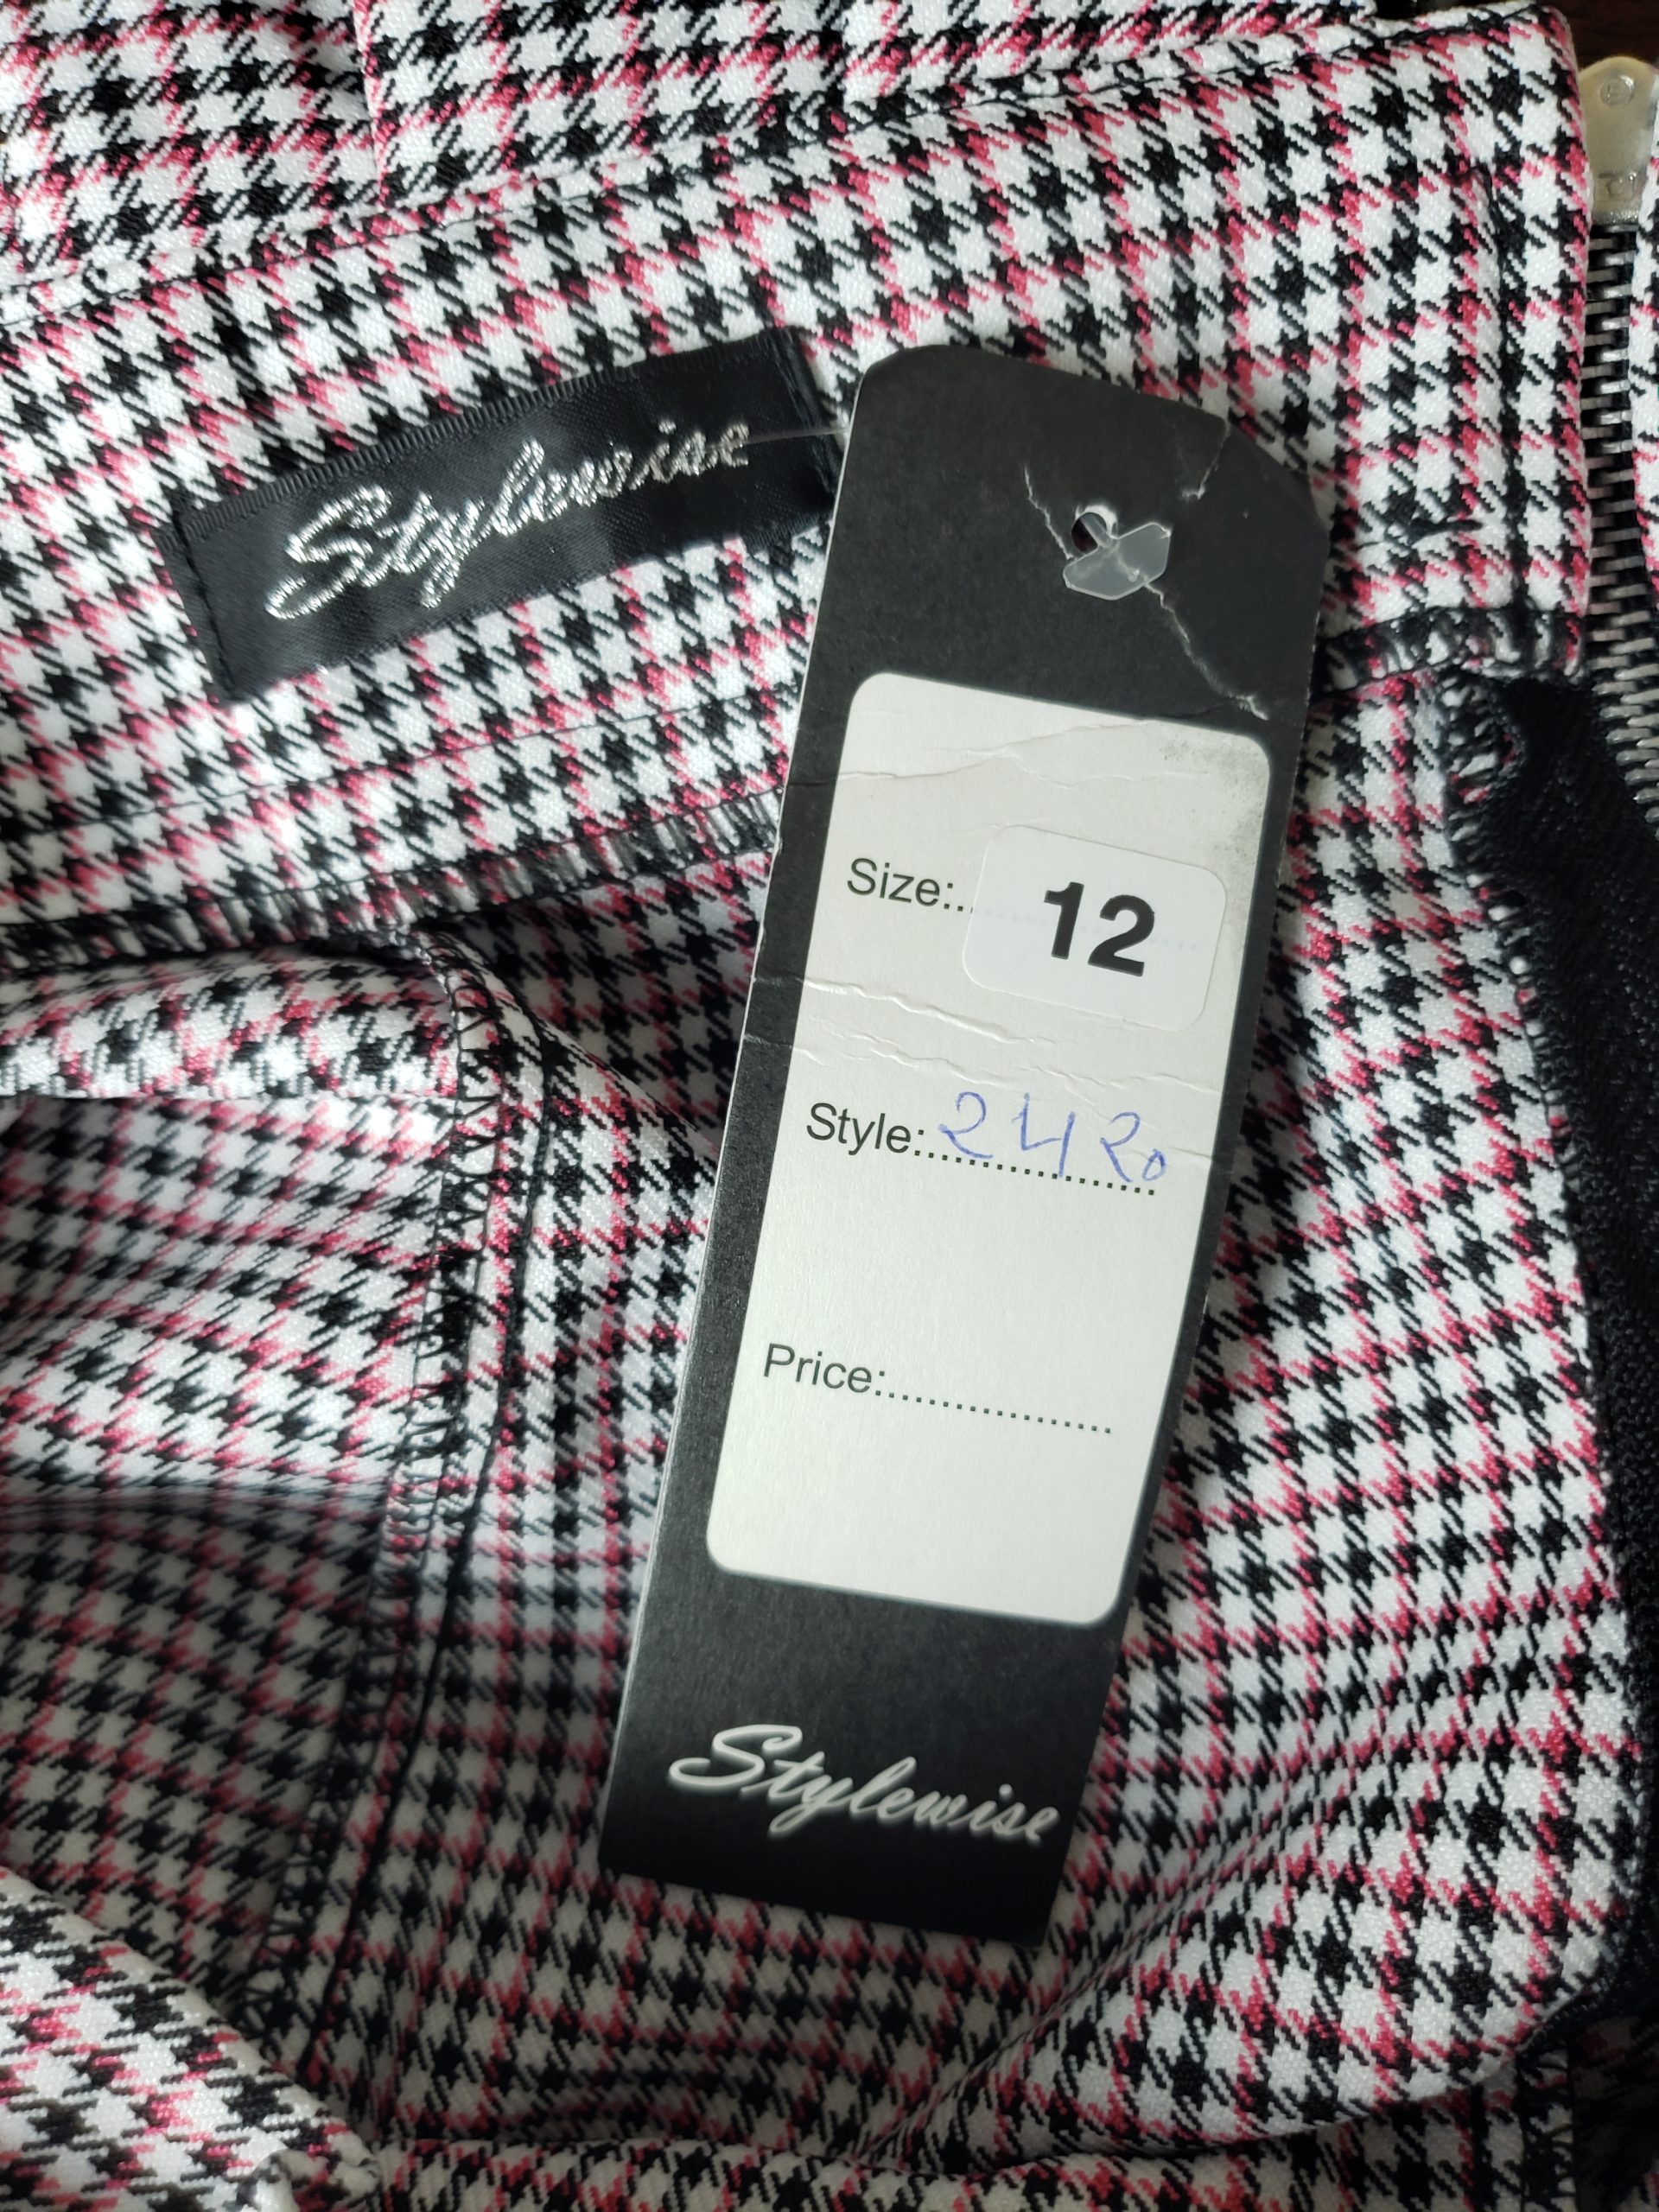 Stylewise
Size:.. 12
Style:.................2420
Price:.................
Stylewise